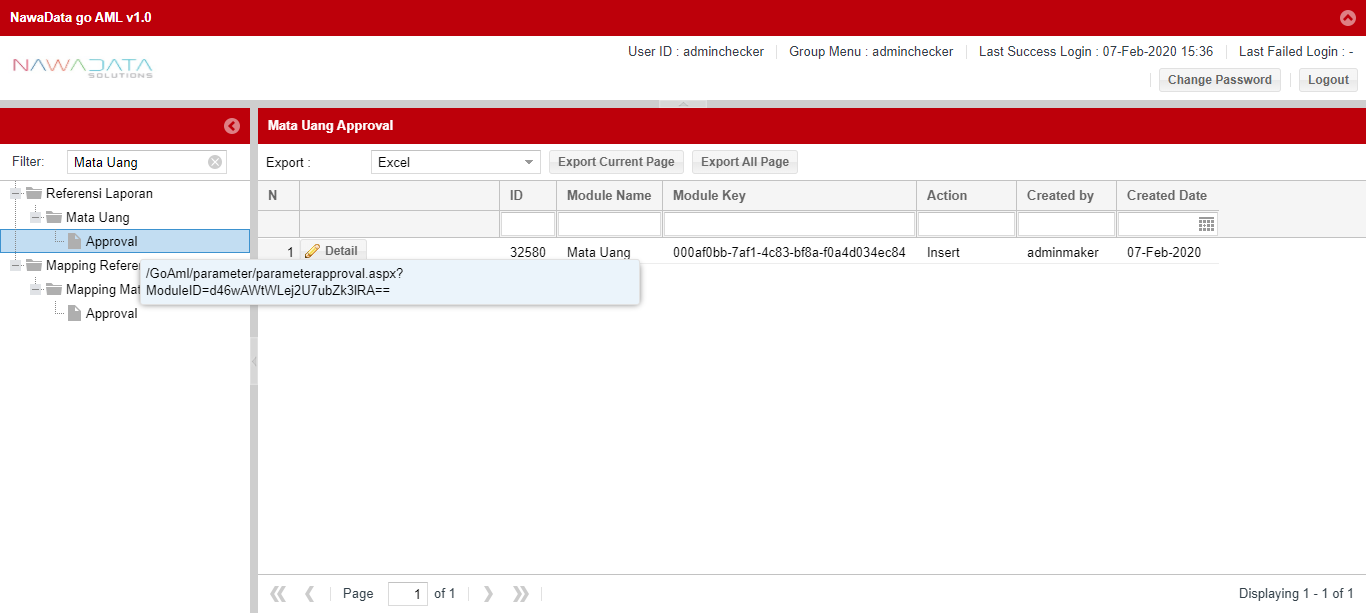 NawaData go AML v1.0
User ID : adminchecker Group Menu : adminchecker Last Success Login : 07-Feb-2020 15:36 Last Failed Login : -
NAWADATA
SOLUTIONS
Change Password Logout
Mata Uang Approval
Filter: Mata Uang
Export : Excel Export Current Page Export All Page
Referensi Laporan
Mata Uang
Approval
Mapping Refere
Mapping Mat
Approval
/GoAml/parameter/parameterapproval.aspx?
ModuleID=d46wAWtWLej2U7ubZk3lRA==
N ID Module Name Module Key Action Created by Created Date
1 Detail 32580 Mata Uang 000af0bb-7af1-4c83-bf8a-f0a4d034ec84 Insert adminmaker 07-Feb-2020
Page 1 of 1 Displaying 1 - 1 of 1